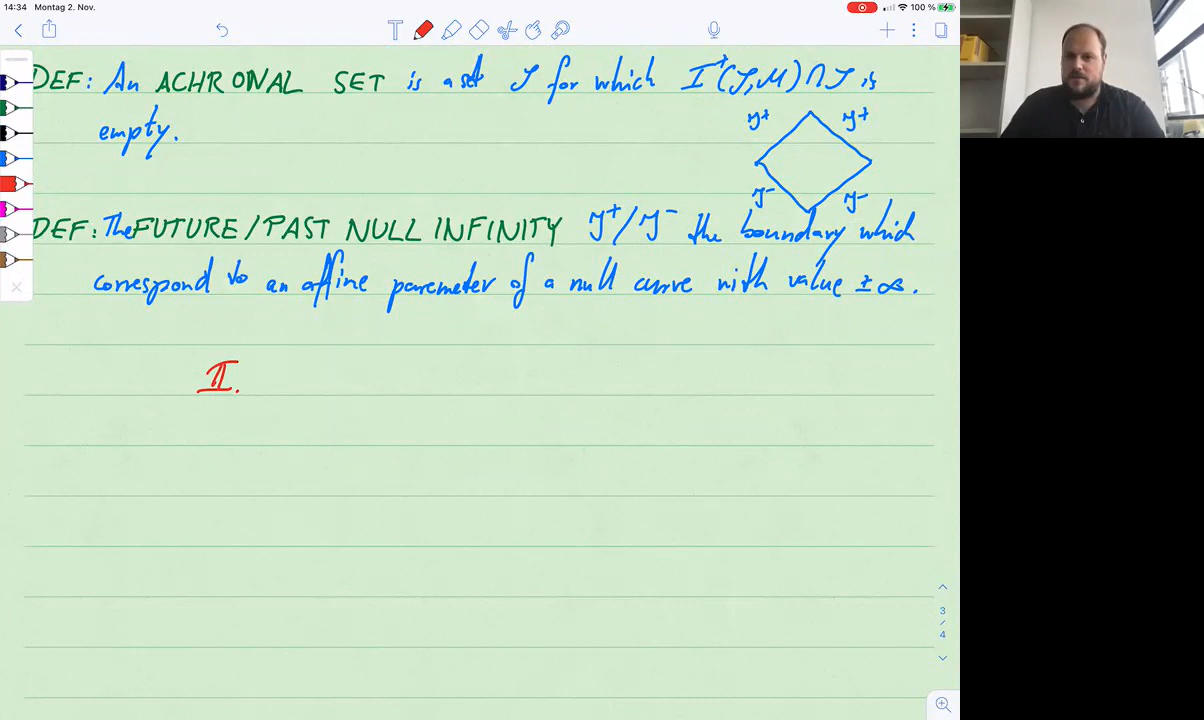 14:34 Montag 2. Nov. 100 %
T
DEF: An ACHRONAL SET is a set 𝒮 for which I⁺(𝒮,M)∩𝒮 is
empty.
𝒥⁺ 𝒥⁺
𝒥⁻ 𝒥⁻
DEF: The FUTURE/PAST NULL INFINITY 𝒥⁺/𝒥⁻ the boundary which
correspond to an affine parameter of a null curve with value ±∞.
II.
3
/
4